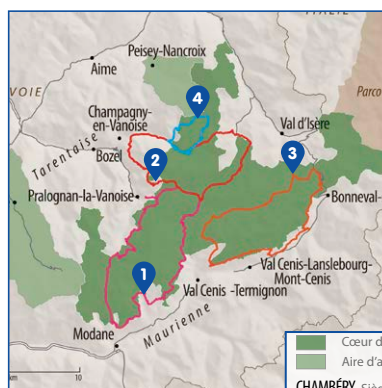 ITALIE
Peisey-Nancroix
Aime
VOIE
Parco
4
Champagny-
en-Vanoise
Val d'Isère
Tarentaise
Bozel
2
3
Pralognan-la-Vanoise
Bonneval-
1
Val Cenis-Lanslebourg-
Mont-Cenis
Val Cenis -Termignon
Maurienne
Modane
Cœur d
Aire d'a
10
CHAMBÉRY